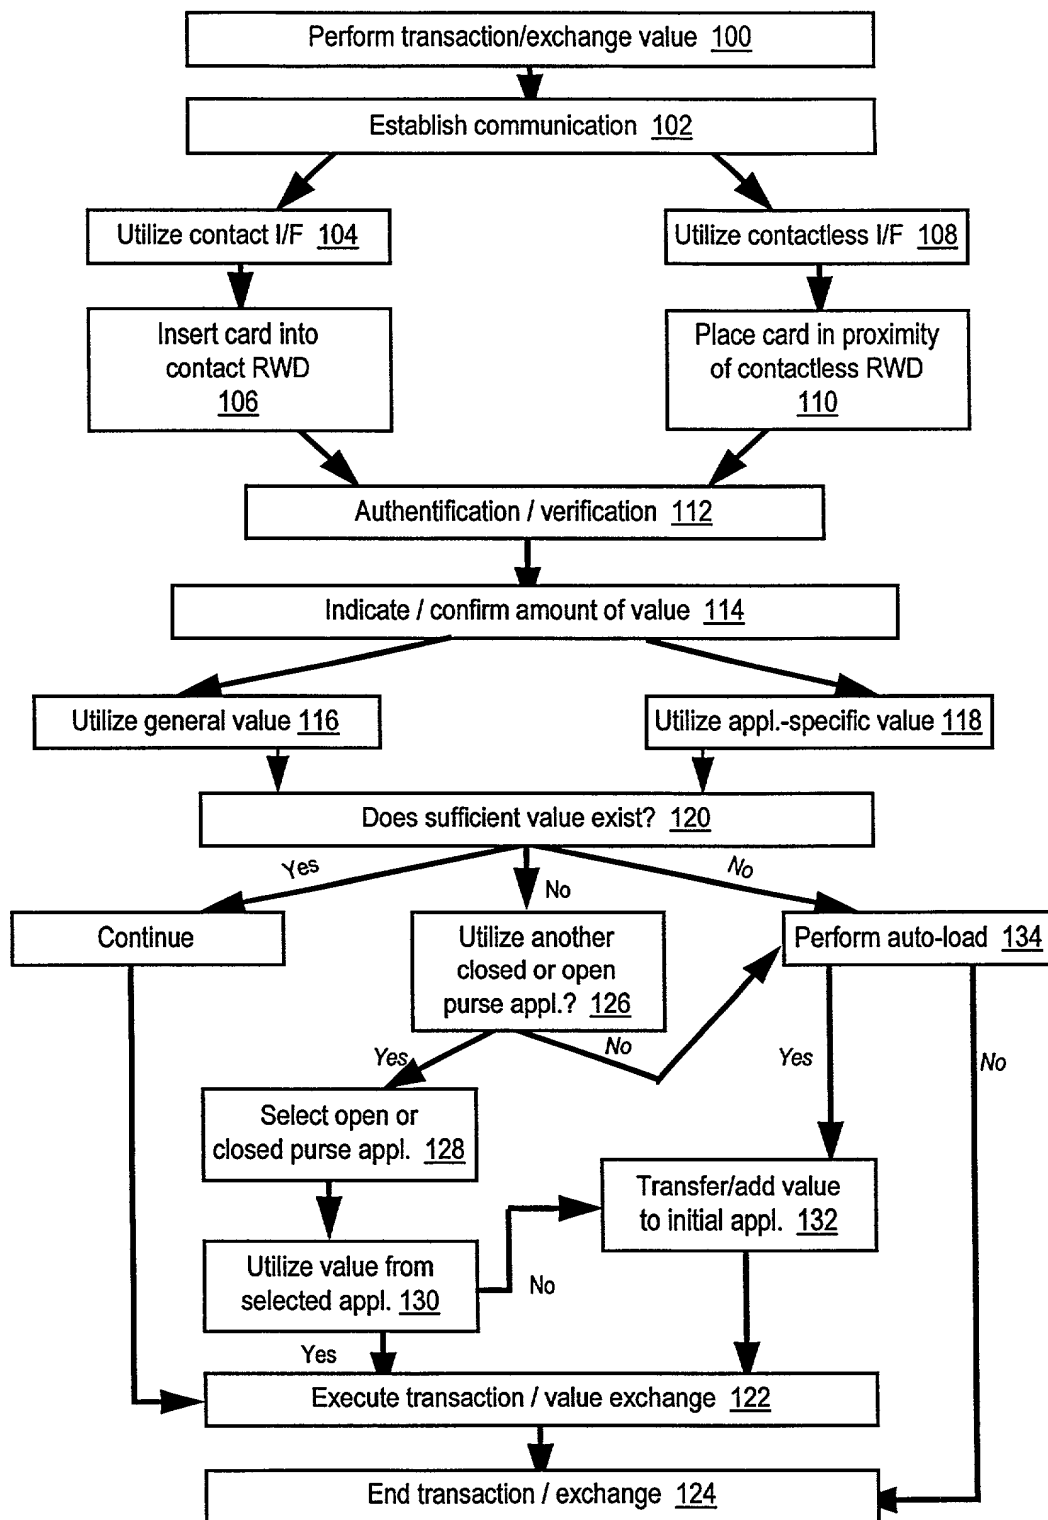 Perform transaction/exchange value 100
Establish communication 102
Utilize contact I/F 104
Utilize contactless I/F 108
Insert card into
contact RWD
106
Place card in proximity
of contactless RWD
110
Authentification / verification 112
Indicate / confirm amount of value 114
Utilize general value 116
Utilize appl.-specific value 118
Does sufficient value exist? 120
Yes
No
No
Continue
Utilize another
closed or open
purse appl.? 126
Perform auto-load 134
Yes
No
Yes
No
Select open or
closed purse appl. 128
Transfer/add value
to initial appl. 132
Utilize value from
selected appl. 130
No
Yes
Execute transaction / value exchange 122
End transaction / exchange 124